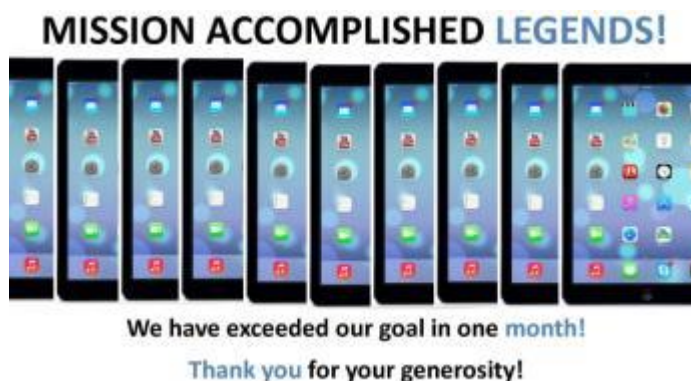 MISSION ACCOMPLISHED LEGENDS!
We have exceeded our goal in one month!
Thank you for your generosity!